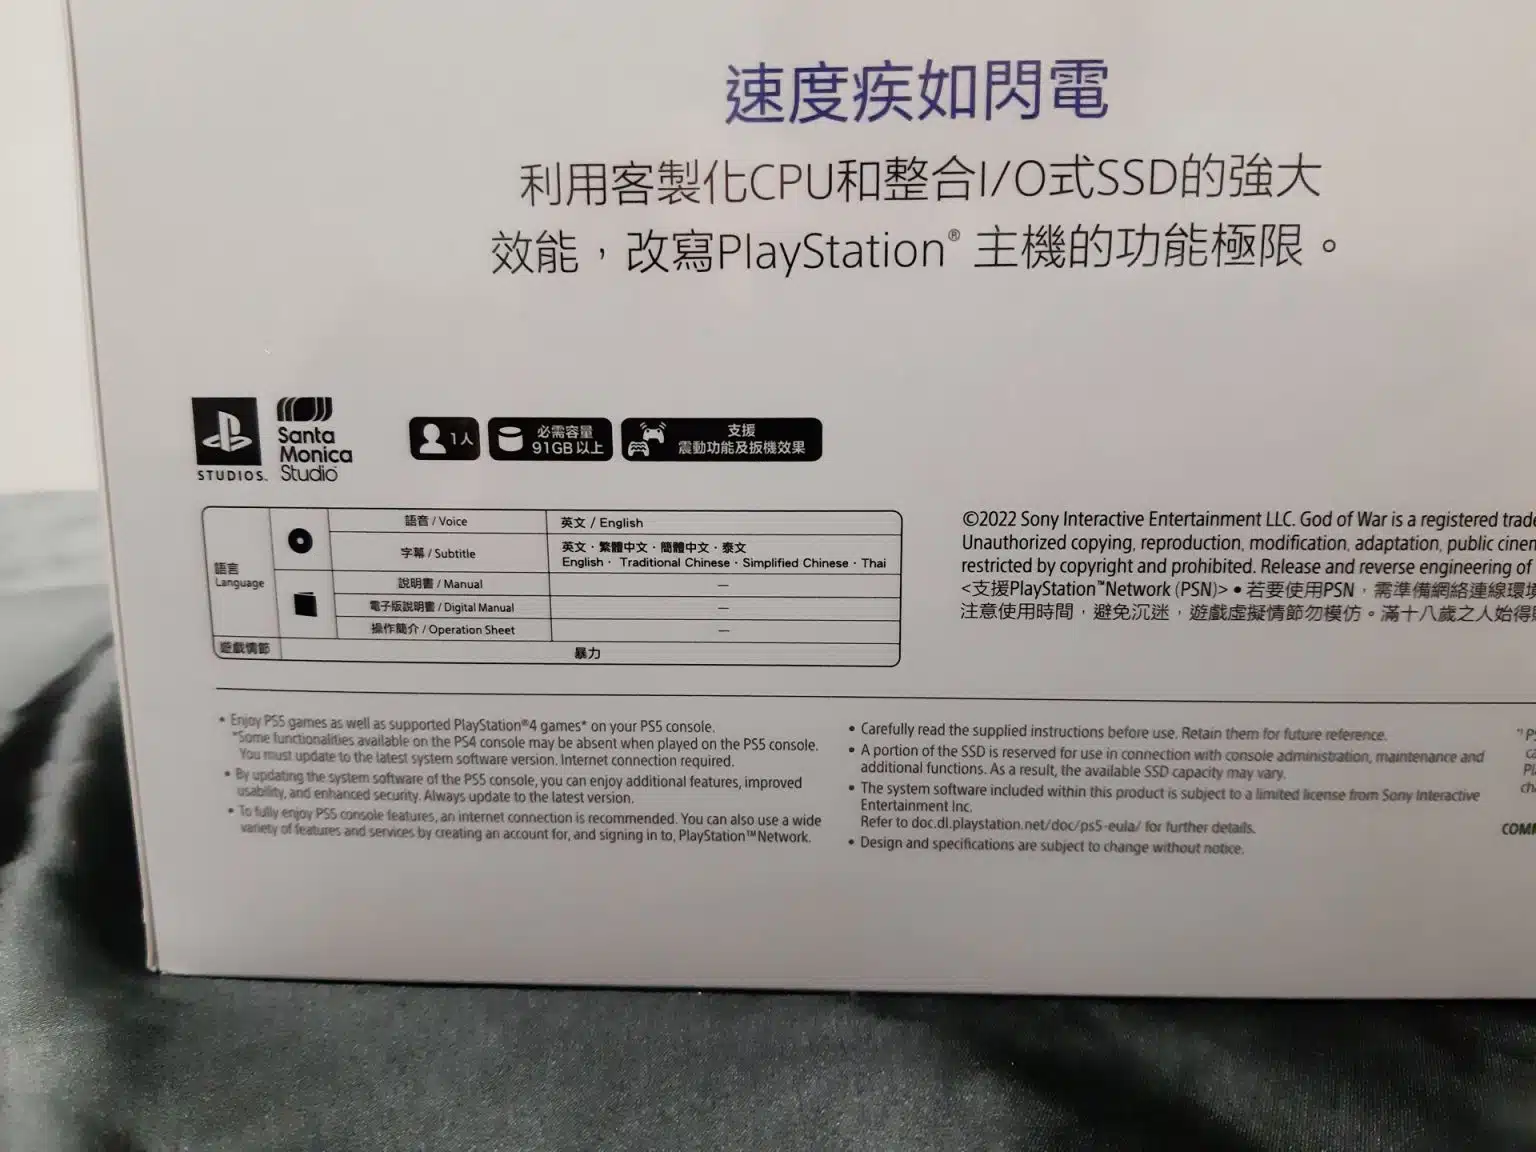 速度疾如閃電
利用客製化CPU和整合I/O式SSD的強大
效能，改寫PlayStation® 主機的功能極限。
STUDIOS™
Santa
Monica
Studio™
1人
必需容量
91GB以上
支援
震動功能及扳機效果
語言
Language
語音 / Voice
英文 / English
字幕 / Subtitle
英文・繁體中文・簡體中文・泰文
English・Traditional Chinese・Simplified Chinese・Thai
說明書 / Manual
—
電子版說明書 / Digital Manual
—
操作簡介 / Operation Sheet
—
遊戲情節
暴力
©2022 Sony Interactive Entertainment LLC. God of War is a registered trade
Unauthorized copying, reproduction, modification, adaptation, public cinem
restricted by copyright and prohibited. Release and reverse engineering of
<支援PlayStation™Network (PSN)> • 若要使用PSN，需準備網絡連線環境
注意使用時間，避免沉迷，遊戲虛擬情節勿模仿。滿十八歲之人始得
• Enjoy PS5 games as well as supported PlayStation®4 games* on your PS5 console.
*Some functionalities available on the PS4 console may be absent when played on the PS5 console.
You must update to the latest system software version. Internet connection required.
• By updating the system software of the PS5 console, you can enjoy additional features, improved
usability, and enhanced security. Always update to the latest version.
• To fully enjoy PS5 console features, an internet connection is recommended. You can also use a wide
variety of features and services by creating an account for, and signing in to, PlayStation™Network.
• Carefully read the supplied instructions before use. Retain them for future reference.
• A portion of the SSD is reserved for use in connection with console administration, maintenance and
additional functions. As a result, the available SSD capacity may vary.
• The system software included within this product is subject to a limited license from Sony Interactive
Entertainment Inc.
Refer to doc.dl.playstation.net/doc/ps5-eula/ for further details.
• Design and specifications are subject to change without notice.